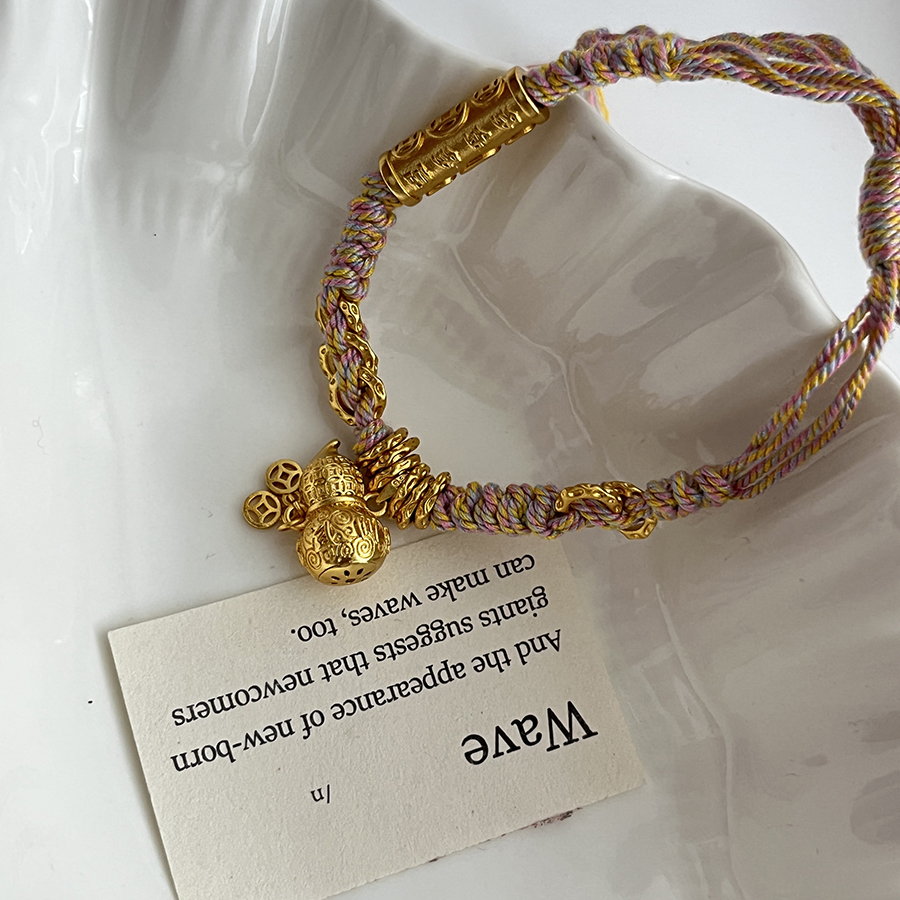 Wave
/n
And the appearance of new-born
giants suggests that newcomers
can make waves, too.